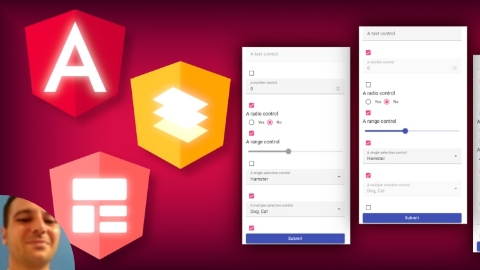 A
A text control
A number control
0
A radio control
Yes No
A range control
A single selection control
Hamster
A multiple selection control
Dog, Cat
Submit
A text control
A number control
0
A radio control
Yes No
A range control
A single selection control
Hamster
A multiple selection control
Dog, Cat
Submit